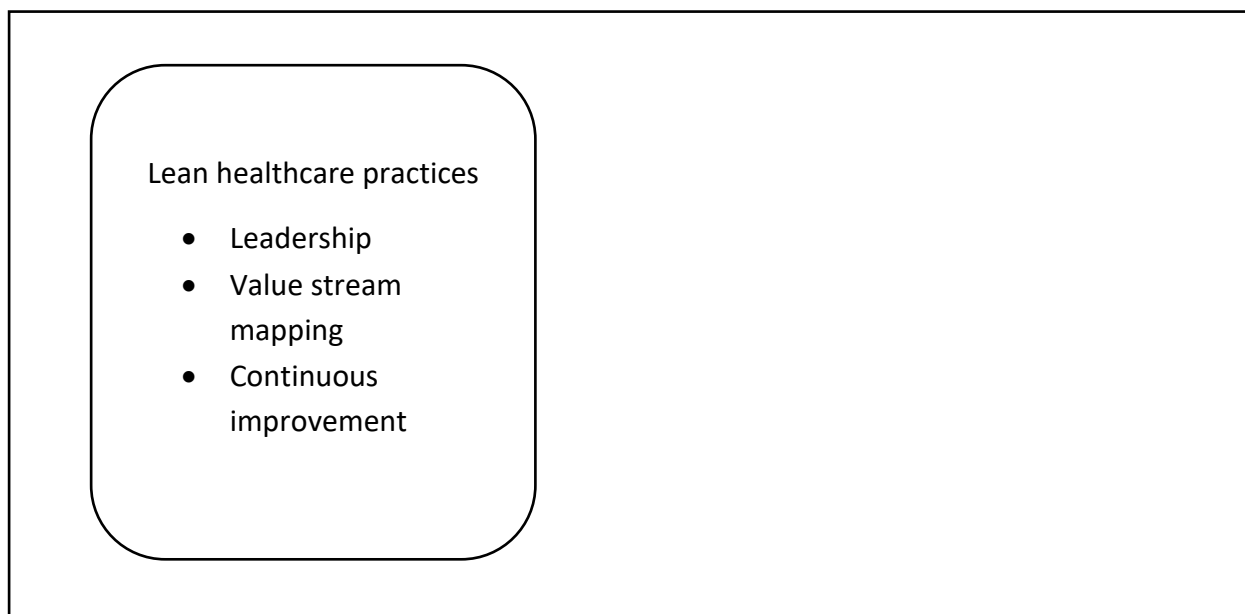 Lean healthcare practices
• Leadership
• Value stream
mapping
• Continuous
improvement